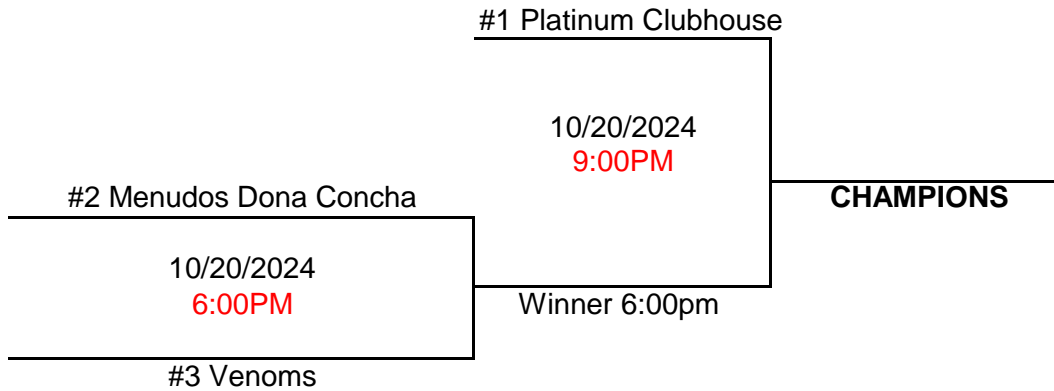 #1 Platinum Clubhouse
10/20/2024
9:00PM
#2 Menudos Dona Concha
CHAMPIONS
10/20/2024
6:00PM
Winner 6:00pm
#3 Venoms